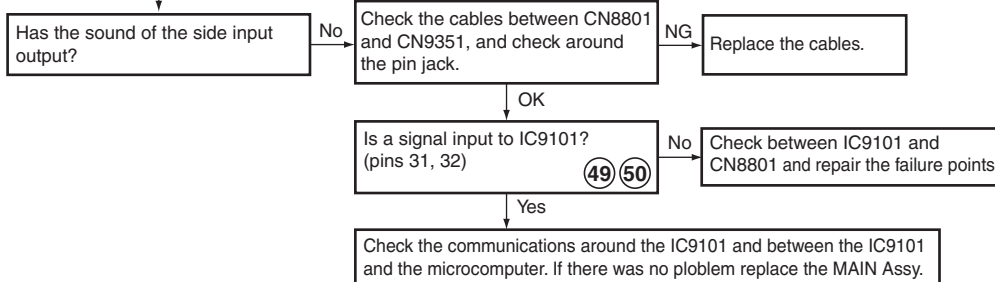 Has the sound of the side input
output?
No
Check the cables between CN8801
and CN9351, and check around
the pin jack.
NG
Replace the cables.
OK
Is a signal input to IC9101?
(pins 31, 32)
49 50
No
Check between IC9101 and
CN8801 and repair the failure points
Yes
Check the communications around the IC9101 and between the IC9101
and the microcomputer. If there was no ploblem replace the MAIN Assy.